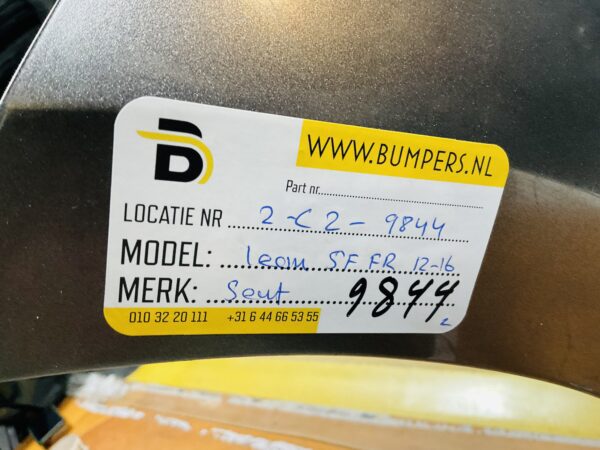 B
WWW.BUMPERS.NL
Part nr.
LOCATIE NR 2-C2-9844
MODEL: leon 5F FR 12-16
MERK: Seat 9844
010 32 20 111 +31 6 44 66 53 55